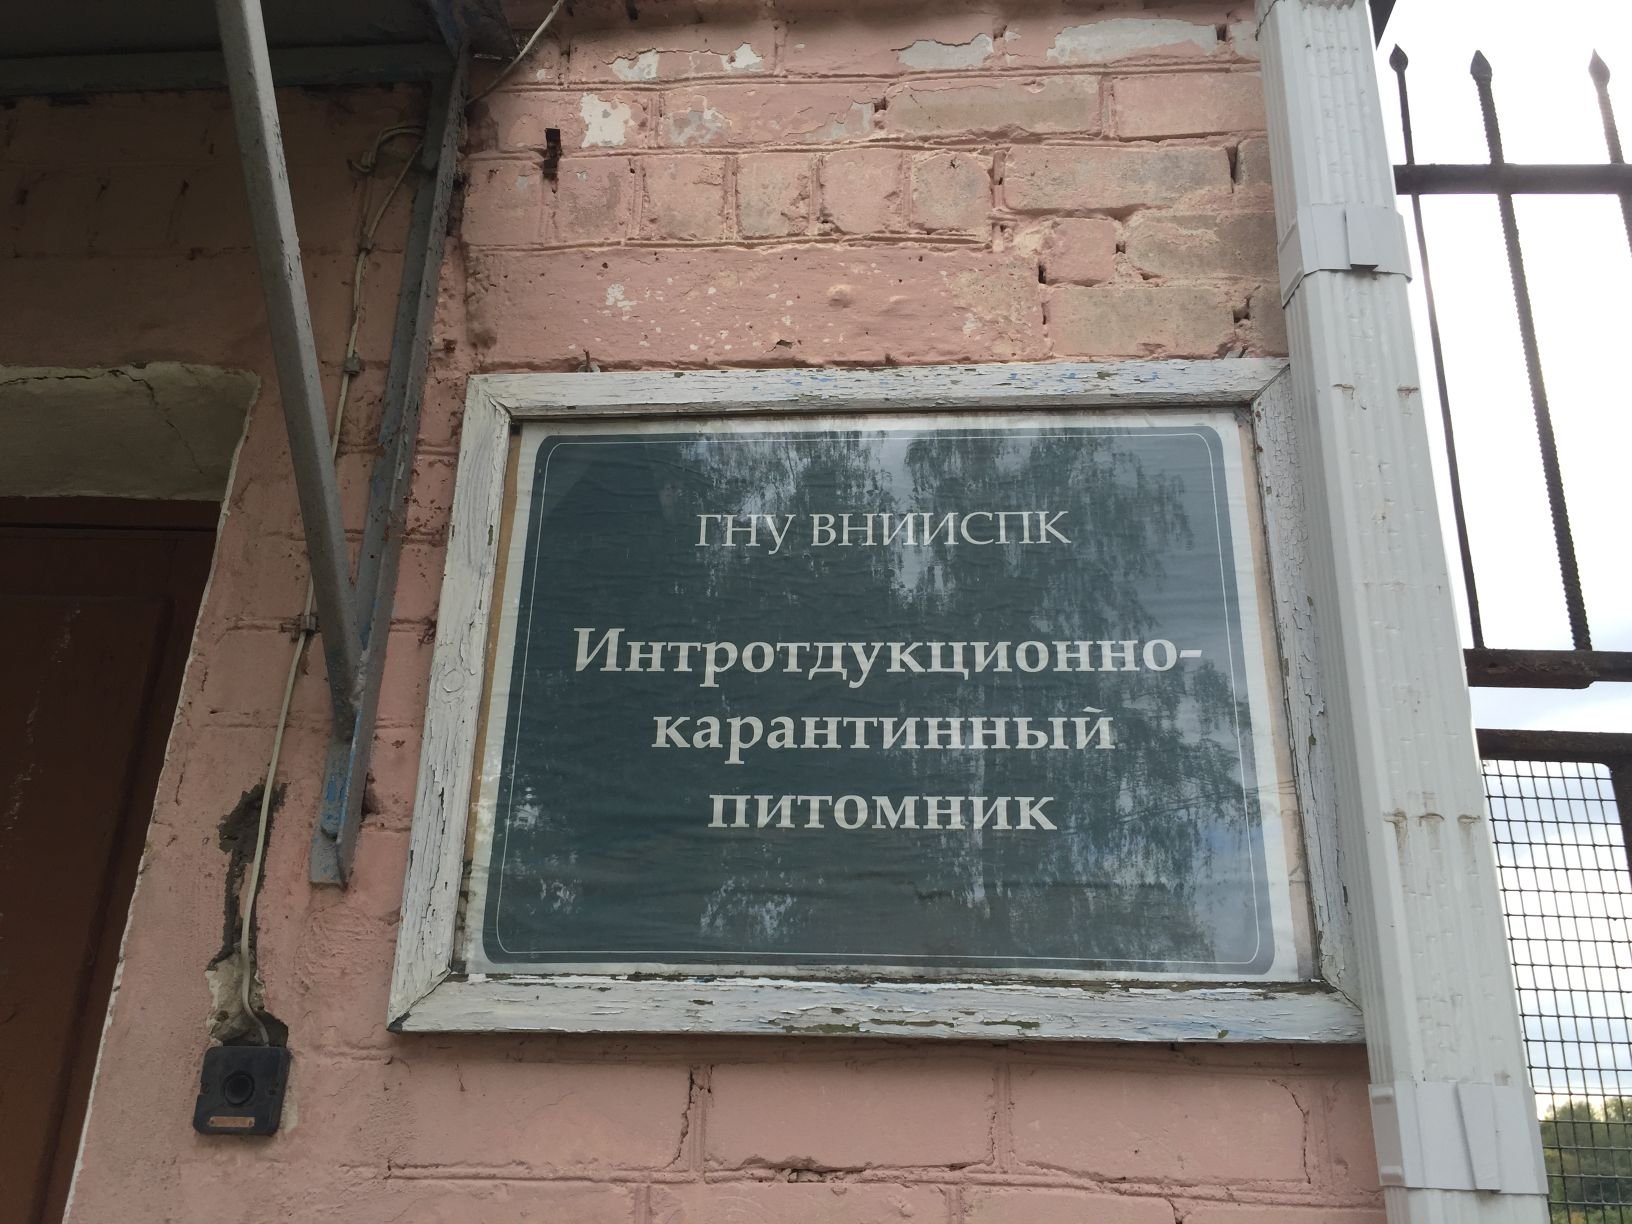 ГНУ ВНИИСПК
Интротдукционно-
карантинный
питомник